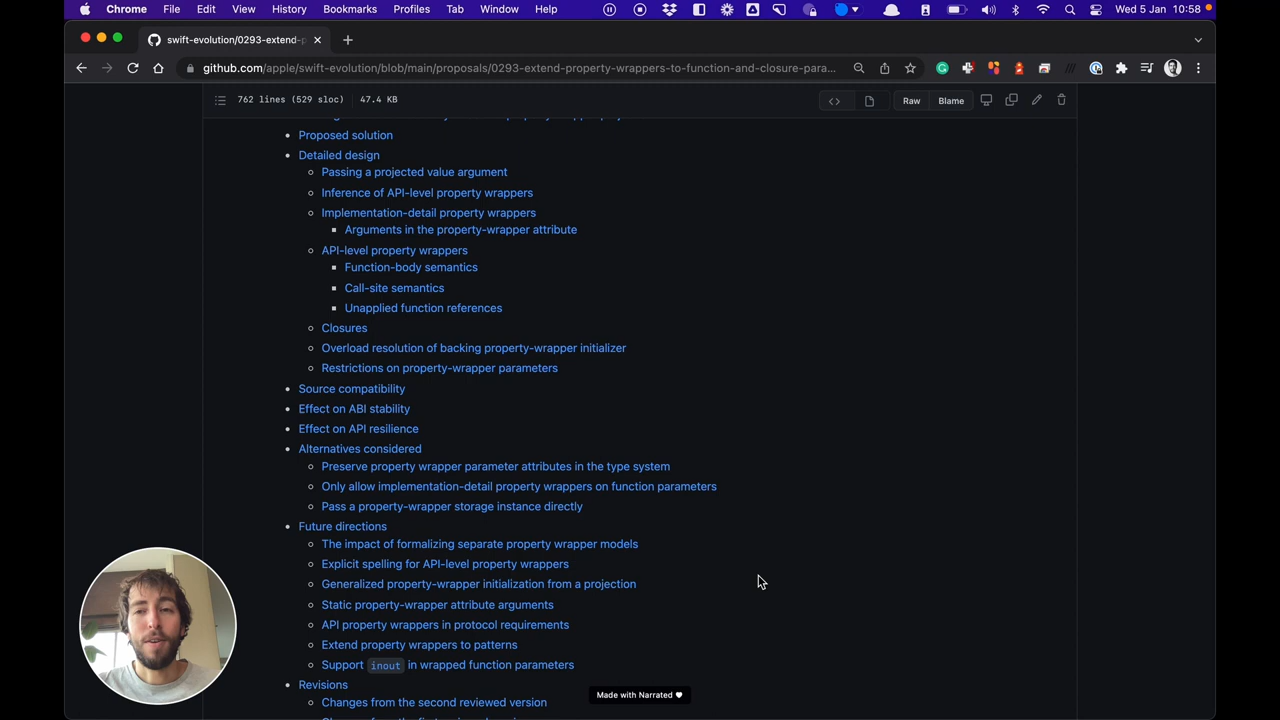 Chrome File Edit View History Bookmarks Profiles Tab Window Help Wed 5 Jan 10:58
swift-evolution/0293-extend-p
github.com/apple/swift-evolution/blob/main/proposals/0293-extend-property-wrappers-to-function-and-closure-para...
762 lines (529 sloc) 47.4 KB Raw Blame
Proposed solution
Detailed design
Passing a projected value argument
Inference of API-level property wrappers
Implementation-detail property wrappers
Arguments in the property-wrapper attribute
API-level property wrappers
Function-body semantics
Call-site semantics
Unapplied function references
Closures
Overload resolution of backing property-wrapper initializer
Restrictions on property-wrapper parameters
Source compatibility
Effect on ABI stability
Effect on API resilience
Alternatives considered
Preserve property wrapper parameter attributes in the type system
Only allow implementation-detail property wrappers on function parameters
Pass a property-wrapper storage instance directly
Future directions
The impact of formalizing separate property wrapper models
Explicit spelling for API-level property wrappers
Generalized property-wrapper initialization from a projection
Static property-wrapper attribute arguments
API property wrappers in protocol requirements
Extend property wrappers to patterns
Support inout in wrapped function parameters
Revisions
Made with Narrated
Changes from the second reviewed version